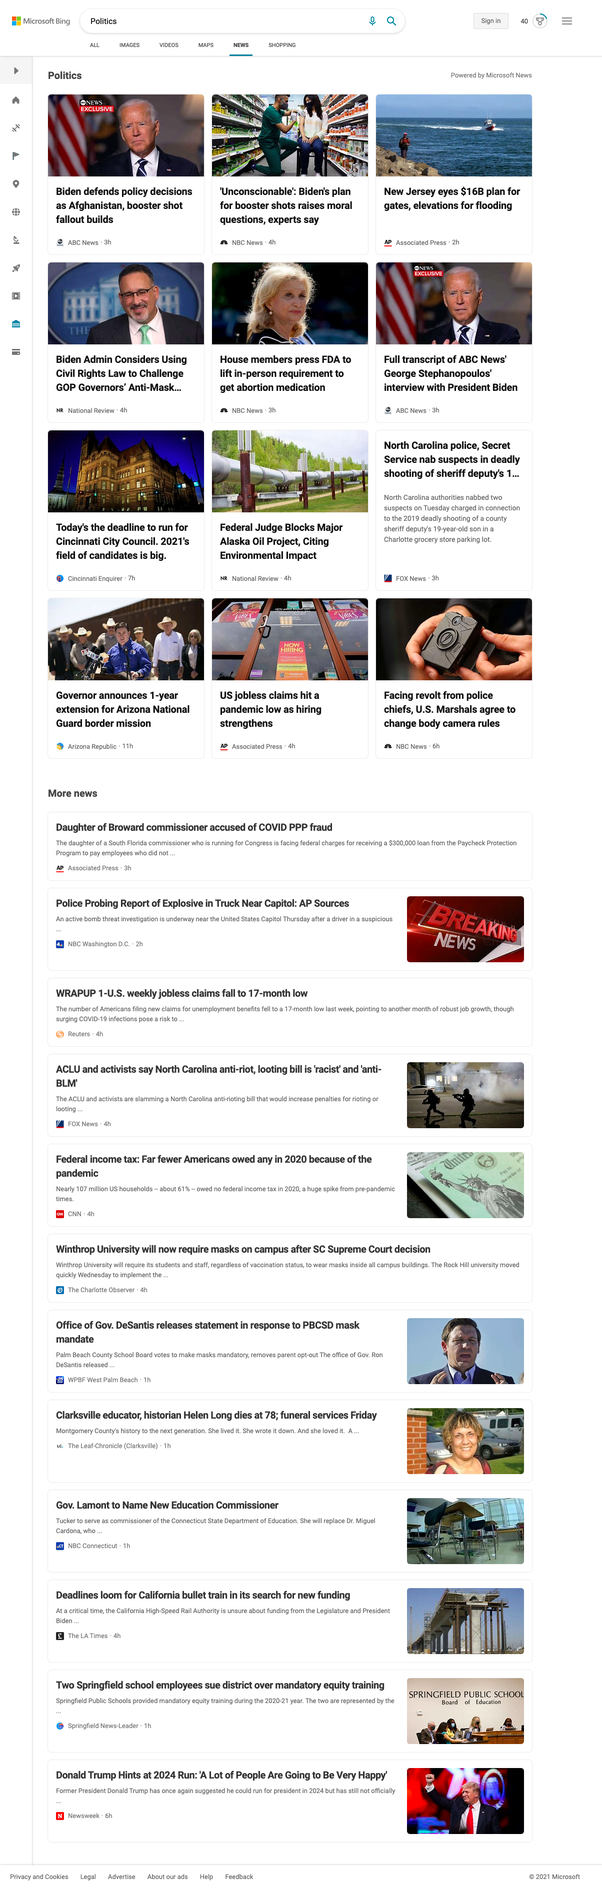 Microsoft Bing
Politics
Sign in
40
ALL
IMAGES
VIDEOS
MAPS
NEWS
SHOPPING
Politics
Powered by Microsoft News
NEWS
EXCLUSIVE
Biden defends policy decisions
as Afghanistan, booster shot
fallout builds
ABC News · 3h
'Unconscionable': Biden's plan
for booster shots raises moral
questions, experts say
NBC News · 4h
New Jersey eyes $16B plan for
gates, elevations for flooding
AP Associated Press · 2h
Biden Admin Considers Using
Civil Rights Law to Challenge
GOP Governors' Anti-Mask...
NR National Review · 4h
House members press FDA to
lift in-person requirement to
get abortion medication
NBC News · 3h
NEWS
EXCLUSIVE
Full transcript of ABC News'
George Stephanopoulos'
interview with President Biden
ABC News · 3h
Today's the deadline to run for
Cincinnati City Council. 2021's
field of candidates is big.
Cincinnati Enquirer · 7h
Federal Judge Blocks Major
Alaska Oil Project, Citing
Environmental Impact
NR National Review · 4h
North Carolina police, Secret
Service nab suspects in deadly
shooting of sheriff deputy's 1...
North Carolina authorities nabbed two
suspects on Tuesday charged in connection
to the 2019 deadly shooting of a county
sheriff deputy's 19-year-old son in a
Charlotte grocery store parking lot.
FOX News · 3h
Governor announces 1-year
extension for Arizona National
Guard border mission
Arizona Republic · 11h
NOW
HIRING
US jobless claims hit a
pandemic low as hiring
strengthens
AP Associated Press · 4h
Facing revolt from police
chiefs, U.S. Marshals agree to
change body camera rules
NBC News · 6h
More news
Daughter of Broward commissioner accused of COVID PPP fraud
The daughter of a South Florida commissioner who is running for Congress is facing federal charges for receiving a $300,000 loan from the Paycheck Protection
Program to pay employees who did not ...
AP Associated Press · 3h
Police Probing Report of Explosive in Truck Near Capitol: AP Sources
An active bomb threat investigation is underway near the United States Capitol Thursday after a driver in a suspicious
...
NBC Washington D.C. · 2h
BREAKING
NEWS
WRAPUP 1-U.S. weekly jobless claims fall to 17-month low
The number of Americans filing new claims for unemployment benefits fell to a 17-month low last week, pointing to another month of robust job growth, though
surging COVID-19 infections pose a risk to ...
Reuters · 4h
ACLU and activists say North Carolina anti-riot, looting bill is 'racist' and 'anti-
BLM'
The ACLU and activists are slamming a North Carolina anti-rioting bill that would increase penalties for rioting or
looting ...
FOX News · 4h
Federal income tax: Far fewer Americans owed any in 2020 because of the
pandemic
Nearly 107 million US households – about 61% – owed no federal income tax in 2020, a huge spike from pre-pandemic
times.
CNN · 4h
United
Winthrop University will now require masks on campus after SC Supreme Court decision
Winthrop University will require its students and staff, regardless of vaccination status, to wear masks inside all campus buildings. The Rock Hill university moved
quickly Wednesday to implement the ...
The Charlotte Observer · 4h
Office of Gov. DeSantis releases statement in response to PBCSD mask
mandate
Palm Beach County School Board votes to make masks mandatory, removes parent opt-out The office of Gov. Ron
DeSantis released ...
WPBF West Palm Beach · 1h
Clarksville educator, historian Helen Long dies at 78; funeral services Friday
Montgomery County's history to the next generation. She lived it. She wrote it down. And she loved it. A ...
The Leaf-Chronicle (Clarksville) · 1h
Gov. Lamont to Name New Education Commissioner
Tucker to serve as commissioner of the Connecticut State Department of Education. She will replace Dr. Miguel
Cardona, who ...
NBC Connecticut · 1h
Deadlines loom for California bullet train in its search for new funding
At a critical time, the California High-Speed Rail Authority is unsure about funding from the Legislature and President
Biden ...
The LA Times · 4h
Two Springfield school employees sue district over mandatory equity training
Springfield Public Schools provided mandatory equity training during the 2020-21 year. The two are represented by the
...
Springfield News-Leader · 1h
SPRINGFIELD PUBLIC SCHOOL
Board of Education
Donald Trump Hints at 2024 Run: 'A Lot of People Are Going to Be Very Happy'
Former President Donald Trump has once again suggested he could run for president in 2024 but has still not officially
...
N Newsweek · 6h
Privacy and Cookies
Legal
Advertise
About our ads
Help
Feedback
© 2021 Microsoft